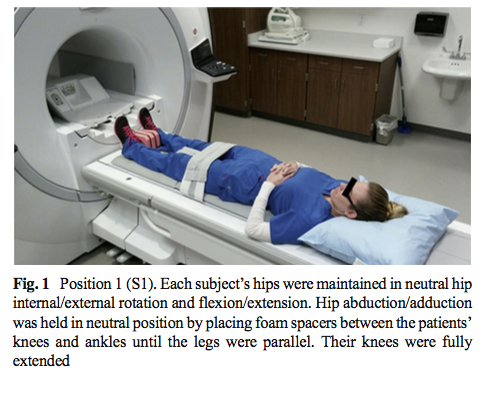 Fig. 1 Position 1 (S1). Each subject’s hips were maintained in neutral hip
internal/external rotation and flexion/extension. Hip abduction/adduction
was held in neutral position by placing foam spacers between the patients’
knees and ankles until the legs were parallel. Their knees were fully
extended